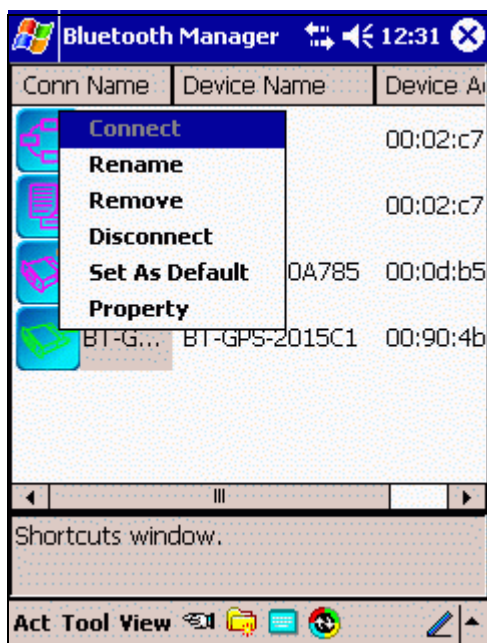 Bluetooth Manager 12:31
Conn Name Device Name Device A
Connect
00:02:c7
Rename
Remove
00:02:c7
Disconnect
Set As Default 0A785 00:0d:b5
Property
BT-G... BT-GPS-2015C1 00:90:4b
Shortcuts window.
Act Tool View